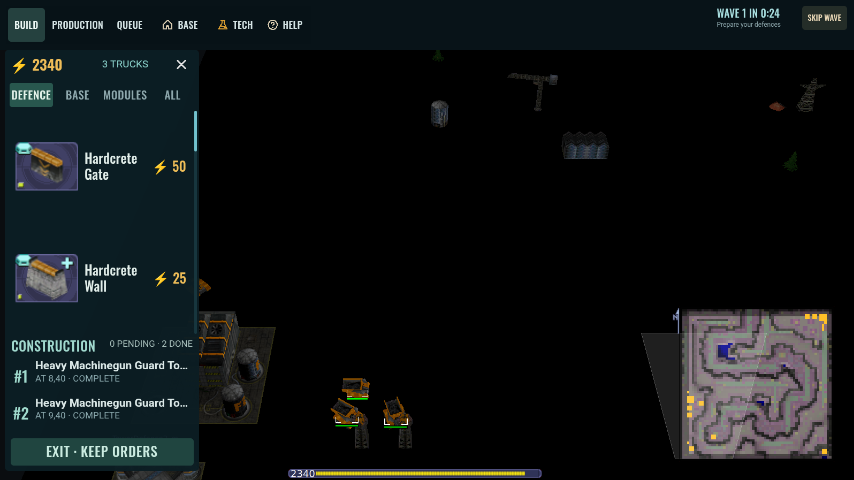 BUILD PRODUCTION QUEUE BASE TECH HELP
WAVE 1 IN 0:24
Prepare your defences
SKIP WAVE
2340 3 TRUCKS
DEFENCE BASE MODULES ALL
Hardcrete
Gate
50
Hardcrete
Wall
25
CONSTRUCTION 0 PENDING · 2 DONE
#1 Heavy Machinegun Guard To...
AT 8,40 · COMPLETE
#2 Heavy Machinegun Guard To...
AT 9,40 · COMPLETE
EXIT · KEEP ORDERS
2340
N